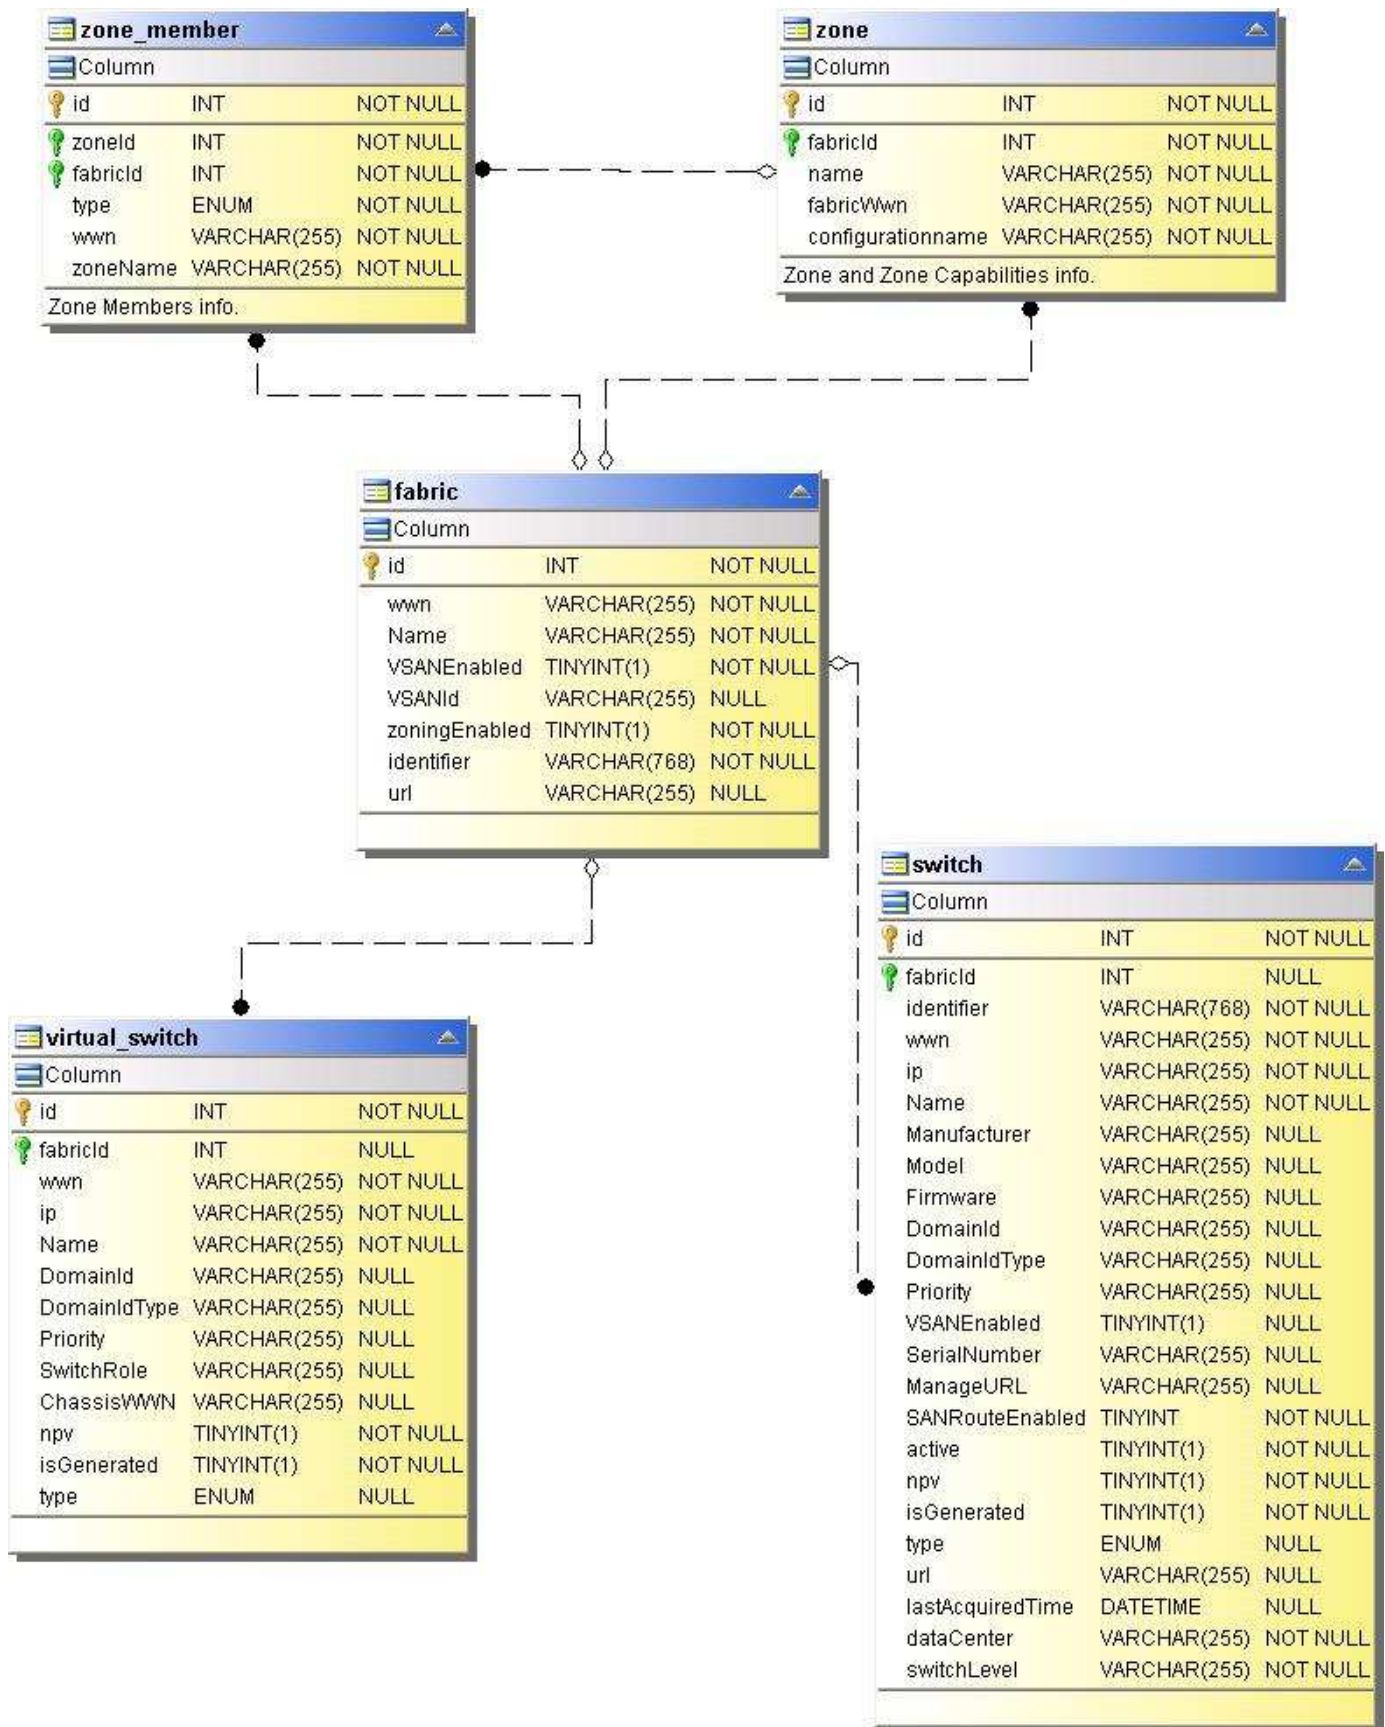 zone_member
Column
id INT NOT NULL
zoneId INT NOT NULL
fabricId INT NOT NULL
type ENUM NOT NULL
wwn VARCHAR(255) NOT NULL
zoneName VARCHAR(255) NOT NULL
Zone Members info.
zone
Column
id INT NOT NULL
fabricId INT NOT NULL
name VARCHAR(255) NOT NULL
fabricWwn VARCHAR(255) NOT NULL
configurationname VARCHAR(255) NOT NULL
Zone and Zone Capabilities info.
fabric
Column
id INT NOT NULL
wwn VARCHAR(255) NOT NULL
Name VARCHAR(255) NOT NULL
VSANEnabled TINYINT(1) NOT NULL
VSANId VARCHAR(255) NULL
zoningEnabled TINYINT(1) NOT NULL
identifier VARCHAR(768) NOT NULL
url VARCHAR(255) NULL
switch
Column
id INT NOT NULL
fabricId INT NULL
identifier VARCHAR(768) NOT NULL
wwn VARCHAR(255) NOT NULL
ip VARCHAR(255) NOT NULL
Name VARCHAR(255) NOT NULL
Manufacturer VARCHAR(255) NULL
Model VARCHAR(255) NULL
Firmware VARCHAR(255) NULL
DomainId VARCHAR(255) NULL
DomainIdType VARCHAR(255) NULL
Priority VARCHAR(255) NULL
VSANEnabled TINYINT(1) NULL
SerialNumber VARCHAR(255) NULL
ManageURL VARCHAR(255) NULL
SANRouteEnabled TINYINT NOT NULL
active TINYINT(1) NOT NULL
npv TINYINT(1) NOT NULL
isGenerated TINYINT(1) NOT NULL
type ENUM NULL
url VARCHAR(255) NULL
lastAcquiredTime DATETIME NULL
dataCenter VARCHAR(255) NOT NULL
switchLevel VARCHAR(255) NOT NULL
virtual_switch
Column
id INT NOT NULL
fabricId INT NULL
wwn VARCHAR(255) NOT NULL
ip VARCHAR(255) NOT NULL
Name VARCHAR(255) NOT NULL
DomainId VARCHAR(255) NULL
DomainIdType VARCHAR(255) NULL
Priority VARCHAR(255) NULL
SwitchRole VARCHAR(255) NULL
ChassisWWN VARCHAR(255) NULL
npv TINYINT(1) NOT NULL
isGenerated TINYINT(1) NOT NULL
type ENUM NULL